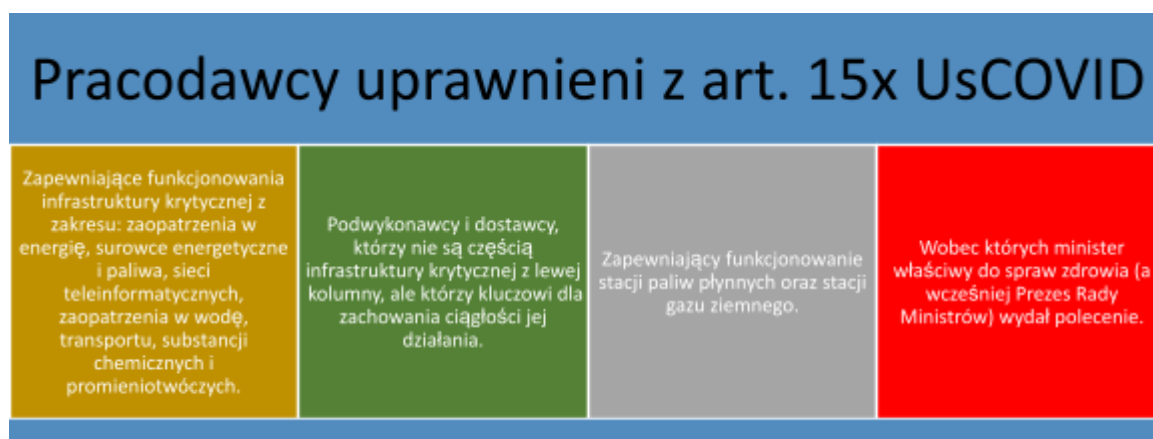 Pracodawcy uprawnieni z art. 15x UsCOVID
Zapewniające funkcjonowania
infrastruktury krytycznej z
zakresu: zaopatrzenia w
energię, surowce energetyczne
i paliwa, sieci
teleinformatycznych,
zaopatrzenia w wodę,
transportu, substancji
chemicznych i
promieniotwóczych.
Podwykonawcy i dostawcy,
którzy nie są częścią
infrastruktury krytycznej z lewej
kolumny, ale którzy kluczowi dla
zachowania ciągłości jej
działania.
Zapewniający funkcjonowanie
stacji paliw płynnych oraz stacji
gazu ziemnego.
Wobec których minister
właściwy do spraw zdrowia (a
wcześniej Prezes Rady
Ministrów) wydał polecenie.